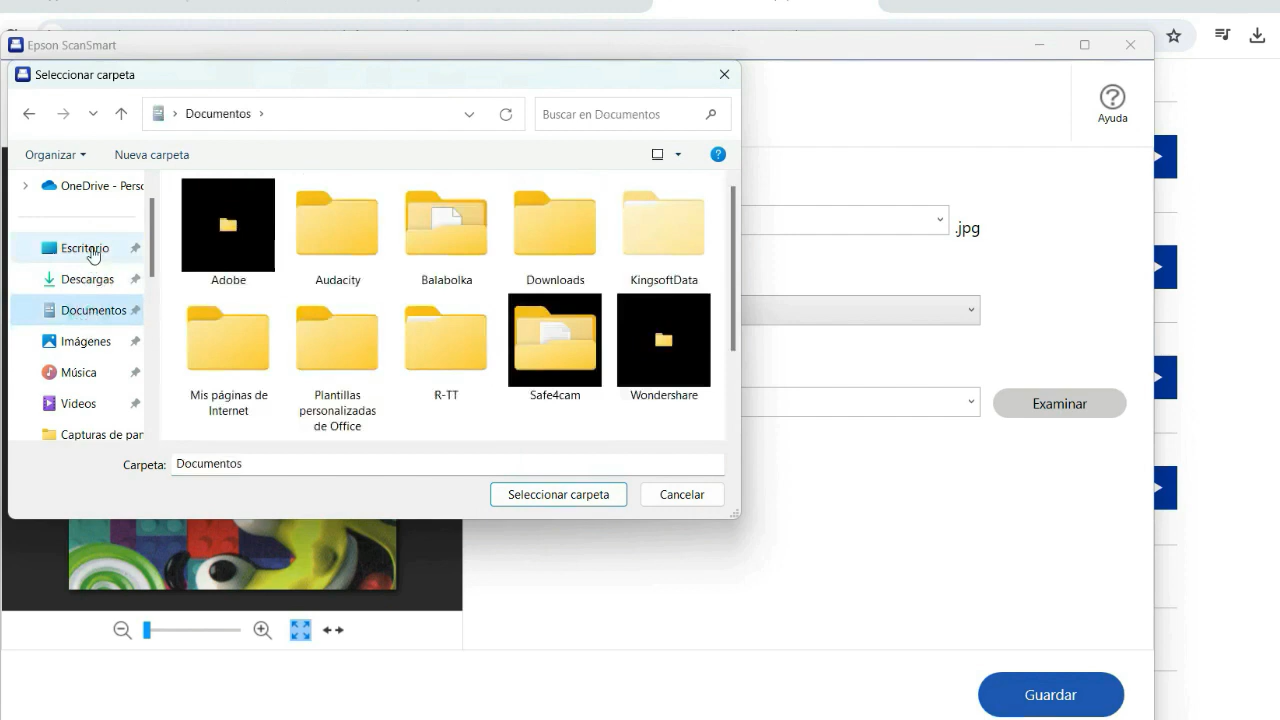 Epson ScanSmart
Seleccionar carpeta
Documentos
Buscar en Documentos
Ayuda
Organizar
Nueva carpeta
OneDrive - Perso
Escritorio
Descargas
Documentos
Imágenes
Música
Videos
Capturas de pan
Adobe
Audacity
Balabolka
Downloads
KingsoftData
Mis páginas de
Internet
Plantillas
personalizadas
de Office
R-TT
Safe4cam
Wondershare
.jpg
Examinar
Carpeta: Documentos
Seleccionar carpeta
Cancelar
Guardar